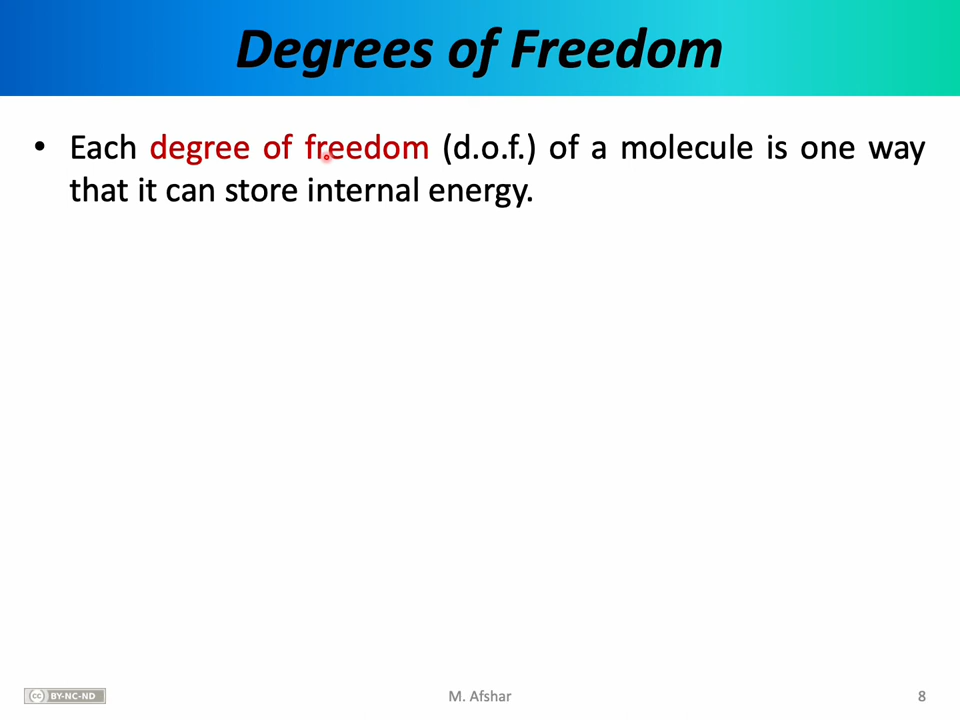 Degrees of Freedom
• Each degree of freedom (d.o.f.) of a molecule is one way
that it can store internal energy.
cc BY-NC-ND
M. Afshar
8